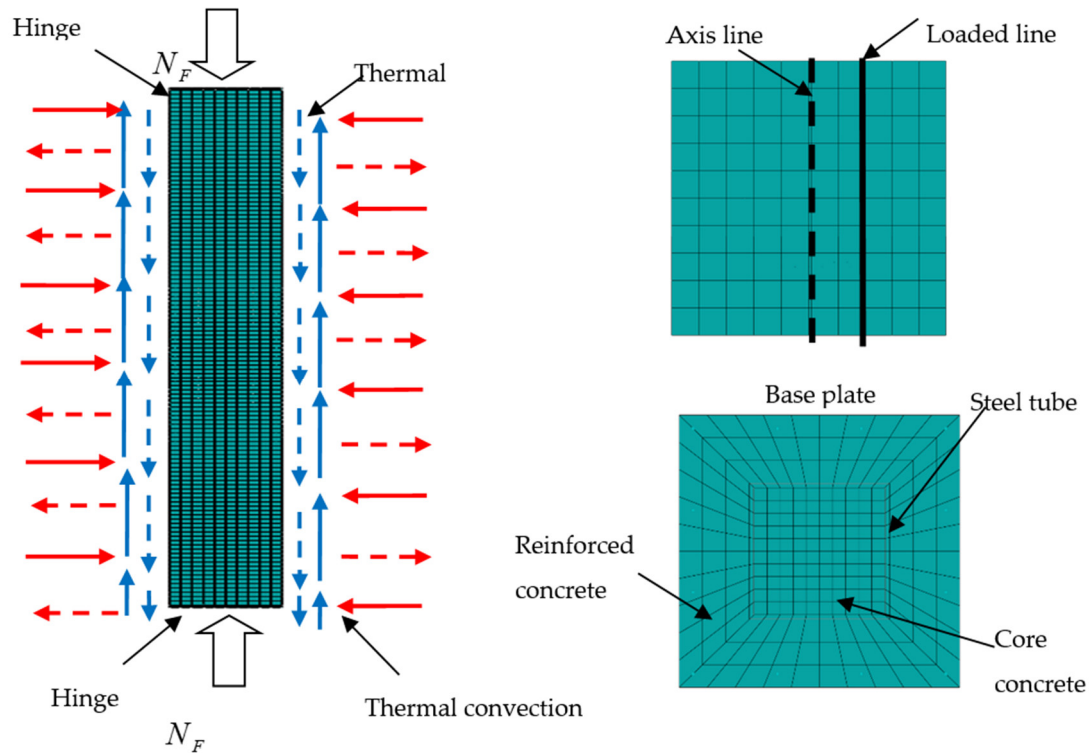 Hinge
N_F
Thermal
Axis line
Loaded line
Base plate
Steel tube
Reinforced
concrete
Core
concrete
Hinge
Thermal convection
N_F